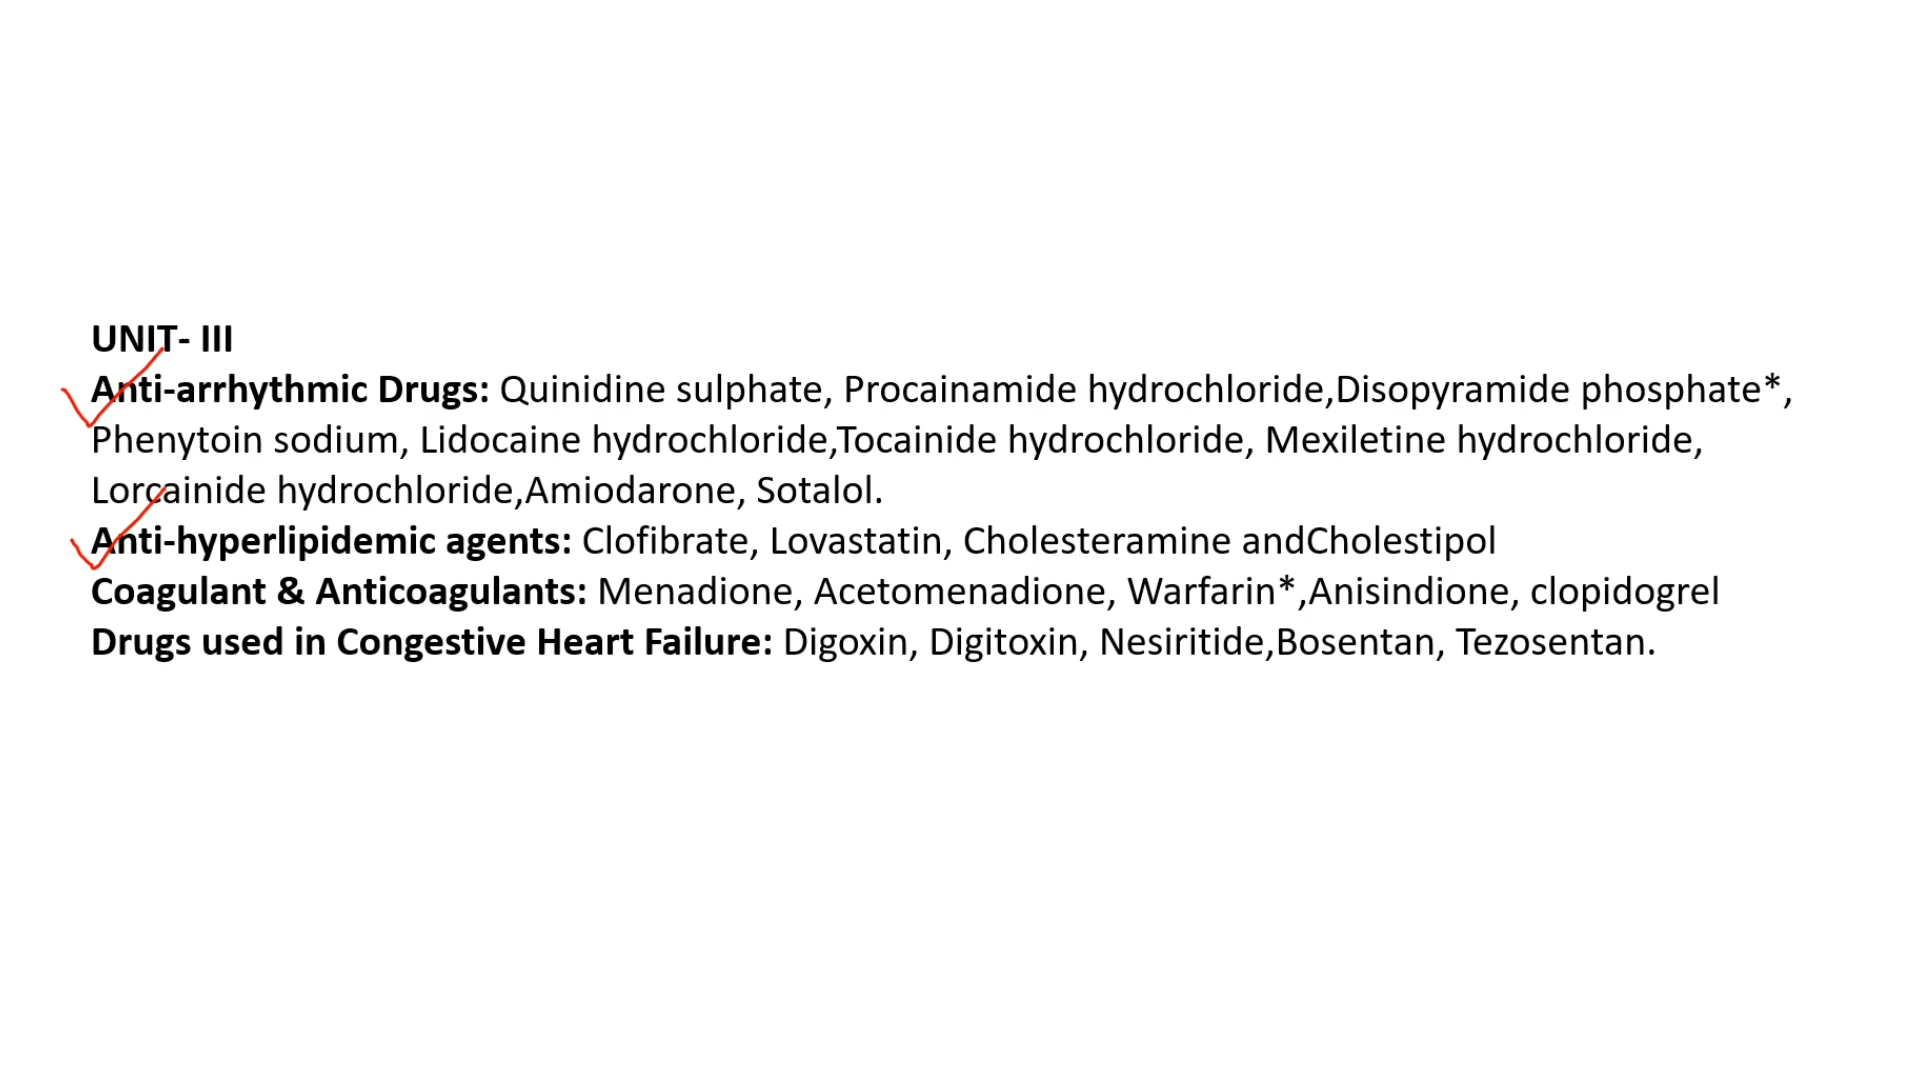 UNIT- III
Anti-arrhythmic Drugs: Quinidine sulphate, Procainamide hydrochloride,Disopyramide phosphate*,
Phenytoin sodium, Lidocaine hydrochloride,Tocainide hydrochloride, Mexiletine hydrochloride,
Lorcainide hydrochloride,Amiodarone, Sotalol.
Anti-hyperlipidemic agents: Clofibrate, Lovastatin, Cholesteramine andCholestipol
Coagulant & Anticoagulants: Menadione, Acetomenadione, Warfarin*,Anisindione, clopidogrel
Drugs used in Congestive Heart Failure: Digoxin, Digitoxin, Nesiritide,Bosentan, Tezosentan.